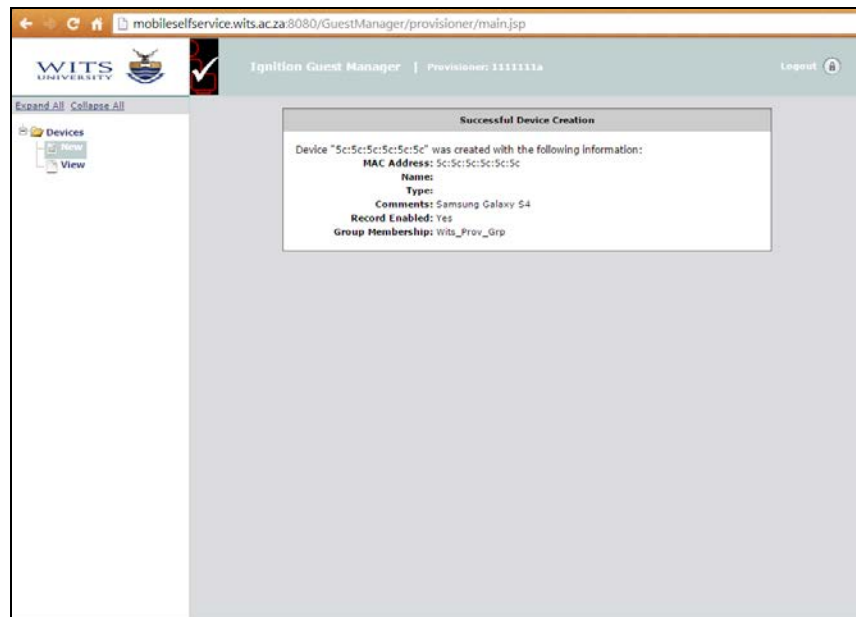 mobileselfservice.wits.ac.za:8080/GuestManager/provisioner/main.jsp
WITS
UNIVERSITY
Ignition Guest Manager | Provisioner: 1111111a
Logout
Expand All Collapse All
Devices
New
View
Successful Device Creation
Device "5c:5c:5c:5c:5c:5c" was created with the following information:
MAC Address: 5c:5c:5c:5c:5c:5c
Name:
Type:
Comments: Samsung Galaxy S4
Record Enabled: Yes
Group Membership: Wits_Prov_Grp